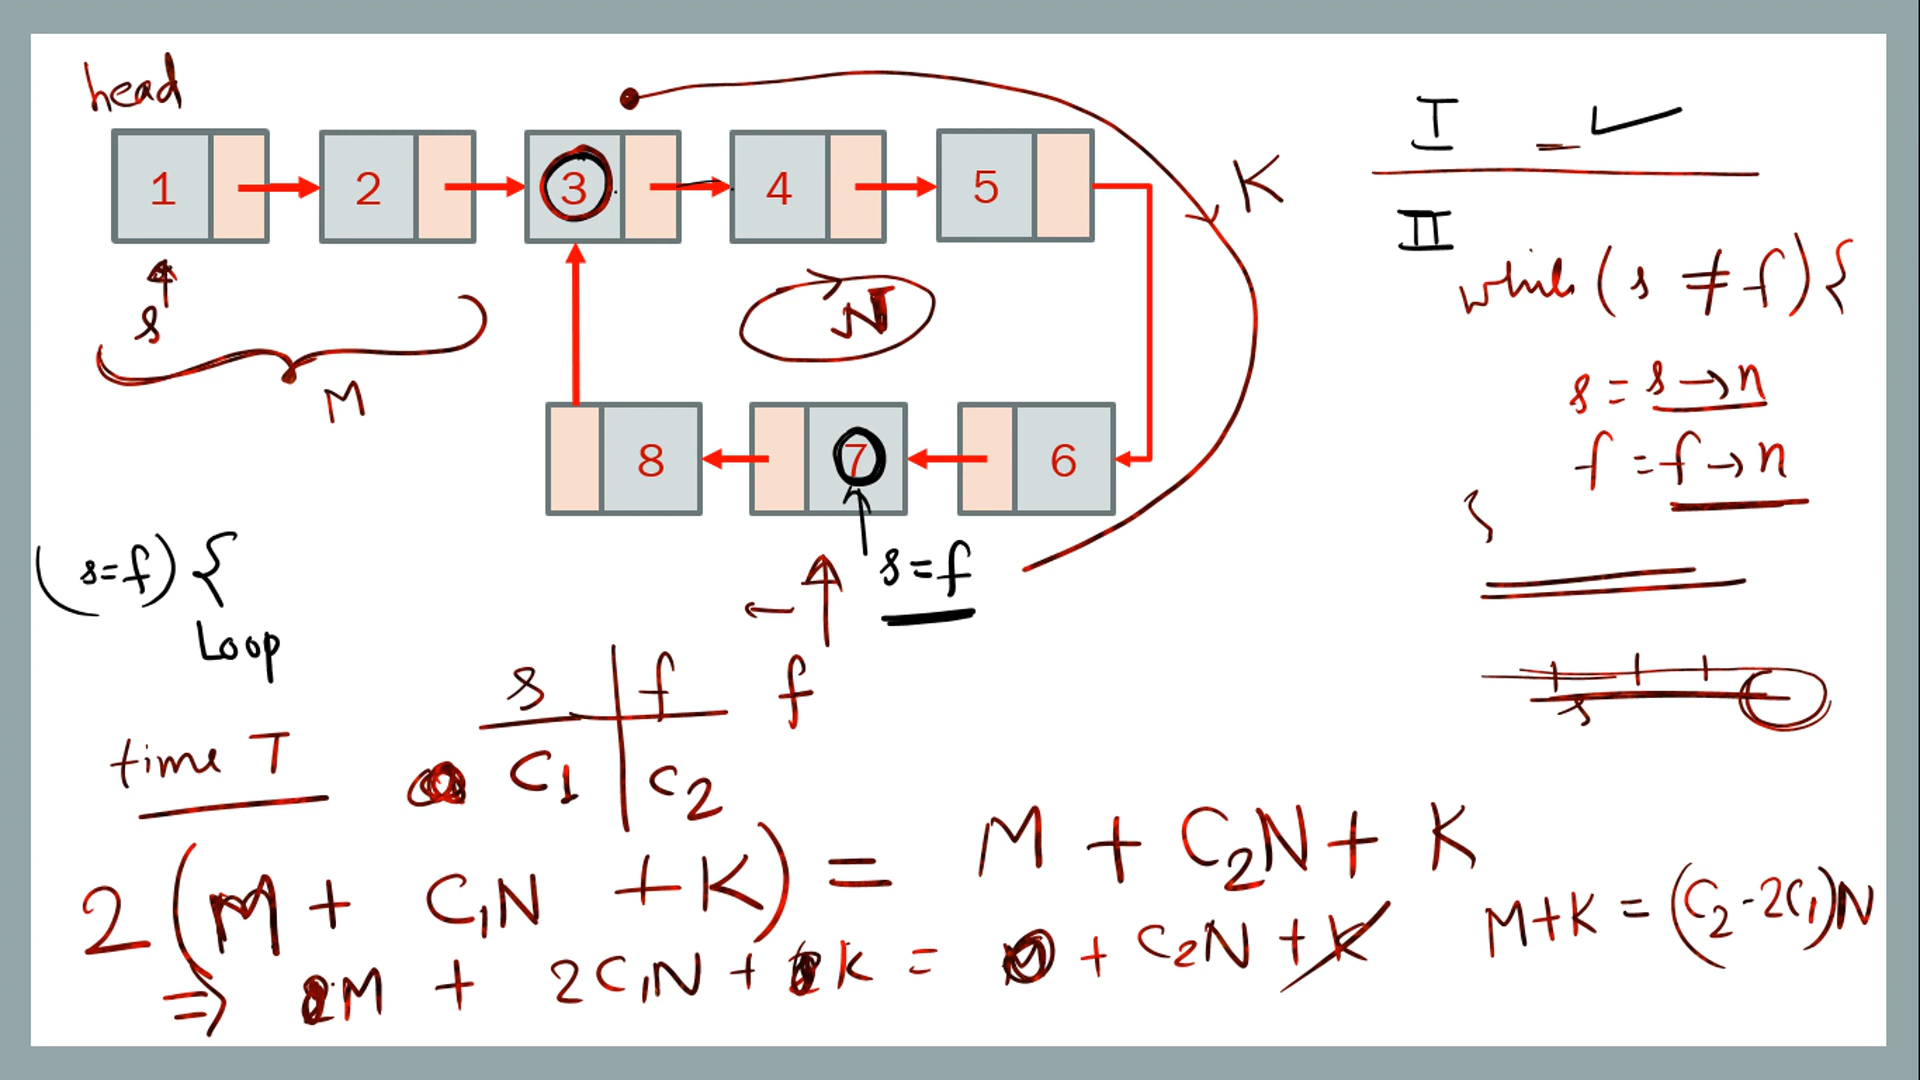 head
1 2 3 4 5
K
I = ✓
II
while (s ≠ f) {
s = s → n
f = f → n
}
s
N
s
M
8 7 6
s = f
(s=f) {
Loop
← f
s | f
C1 | C2
time T
2 (M + C1N + K) = M + C2N + K
⇒ 2M + 2C1N + 2K = M + C2N + K
M+K = (C2 - 2C1)N